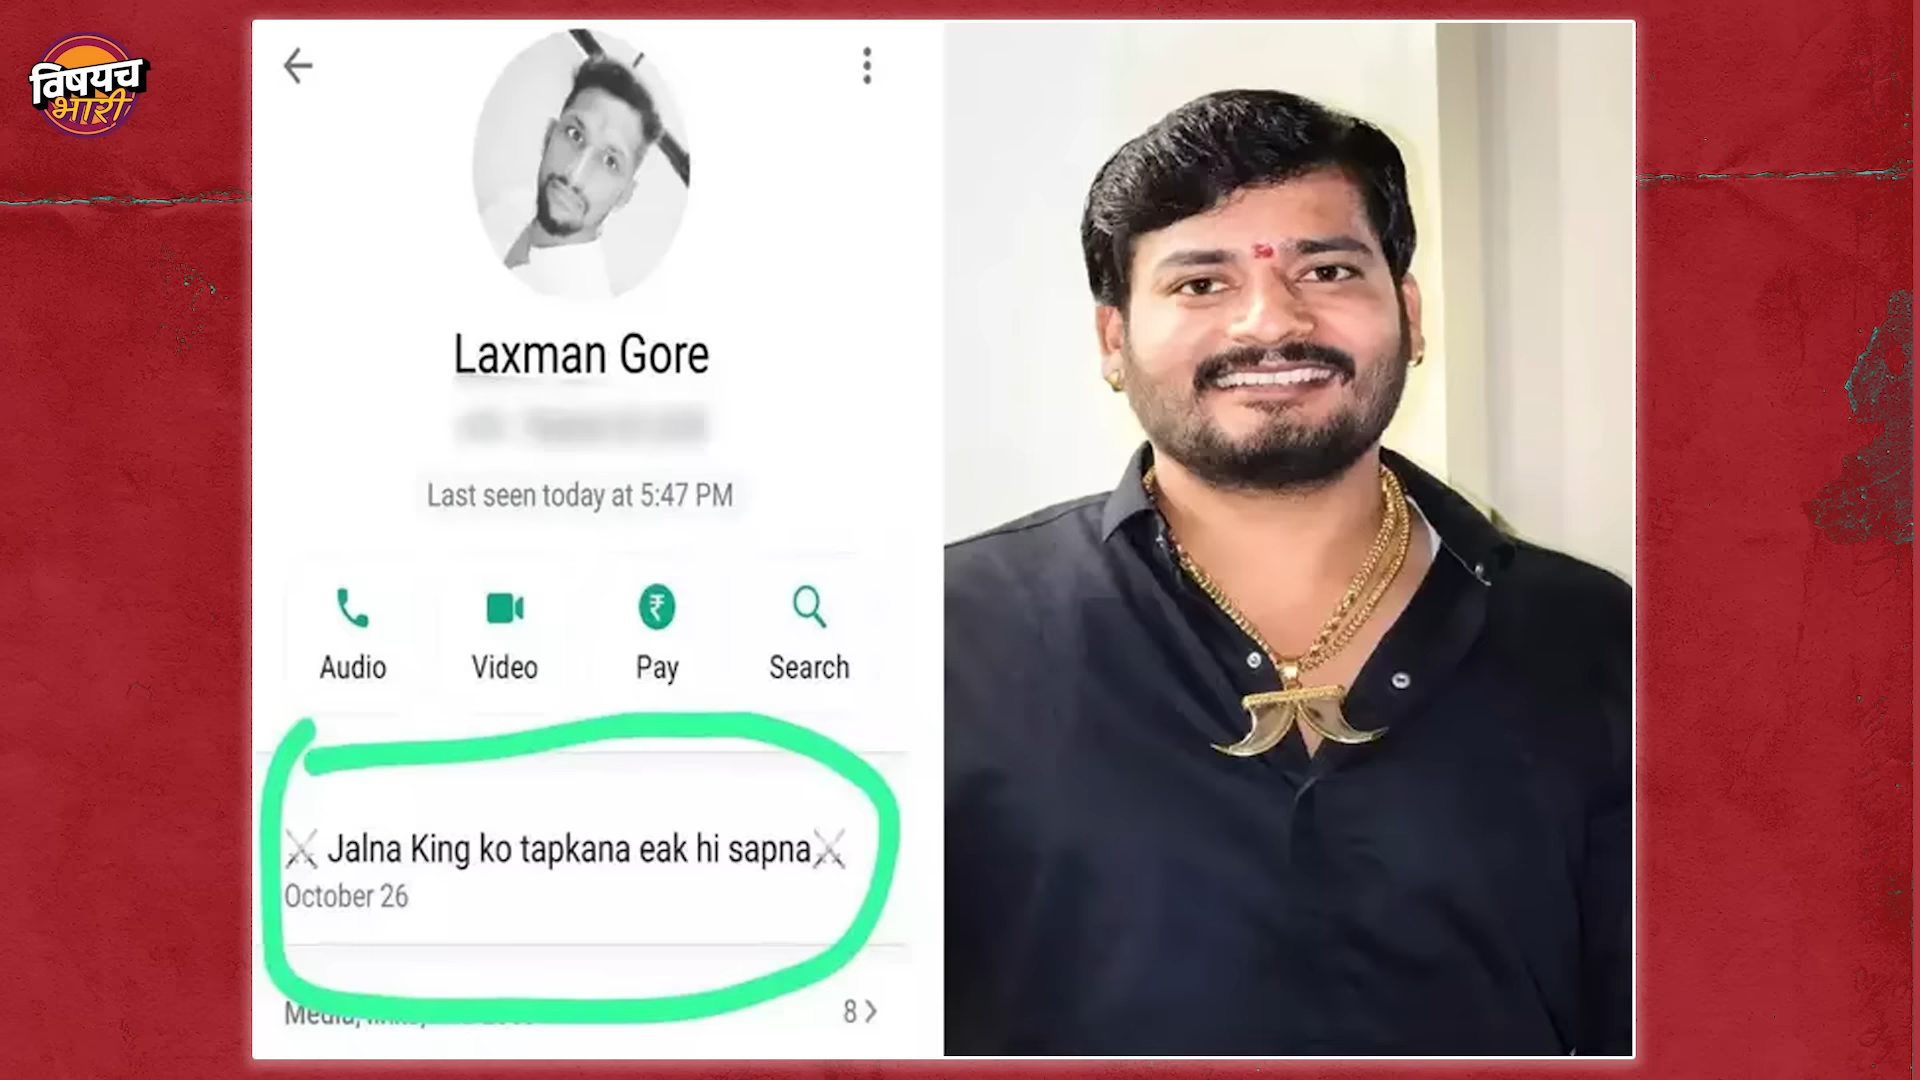 विषयच
भारी
Laxman Gore
Last seen today at 5:47 PM
Audio
Video
Pay
Search
⚔ Jalna King ko tapkana eak hi sapna⚔
October 26
Media,
8